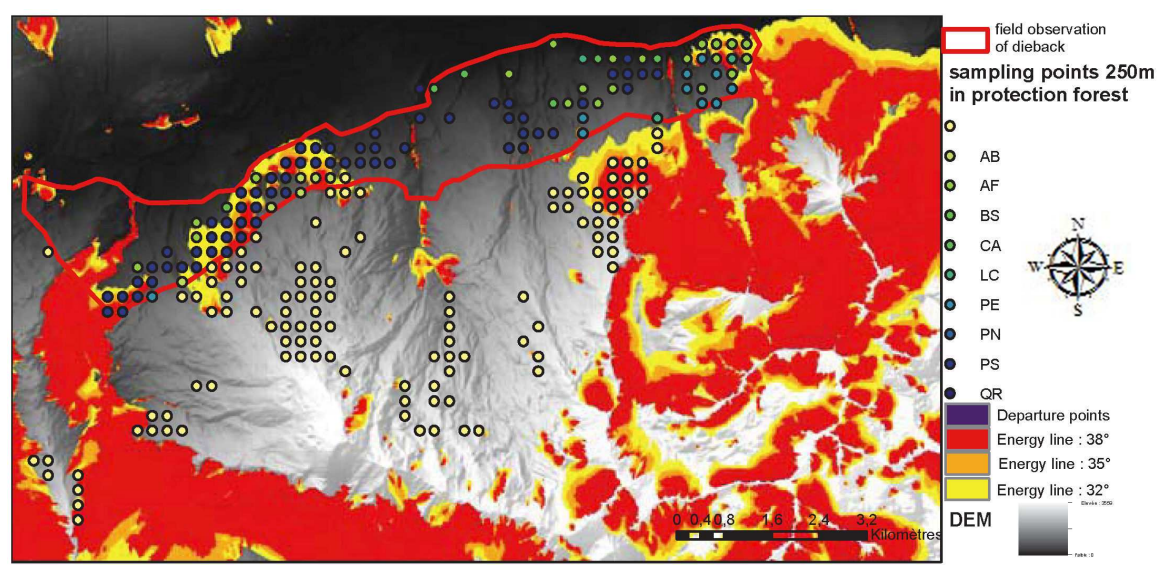 field observation
of dieback
sampling points 250m
in protection forest
AB
AF
BS
CA
LC
PE
PN
PS
QR
Departure points
Energy line : 38°
Energy line : 35°
Energy line : 32°
DEM
N
W E
S
0 0,40,8 1,6 2,4 3,2
Kilomètres